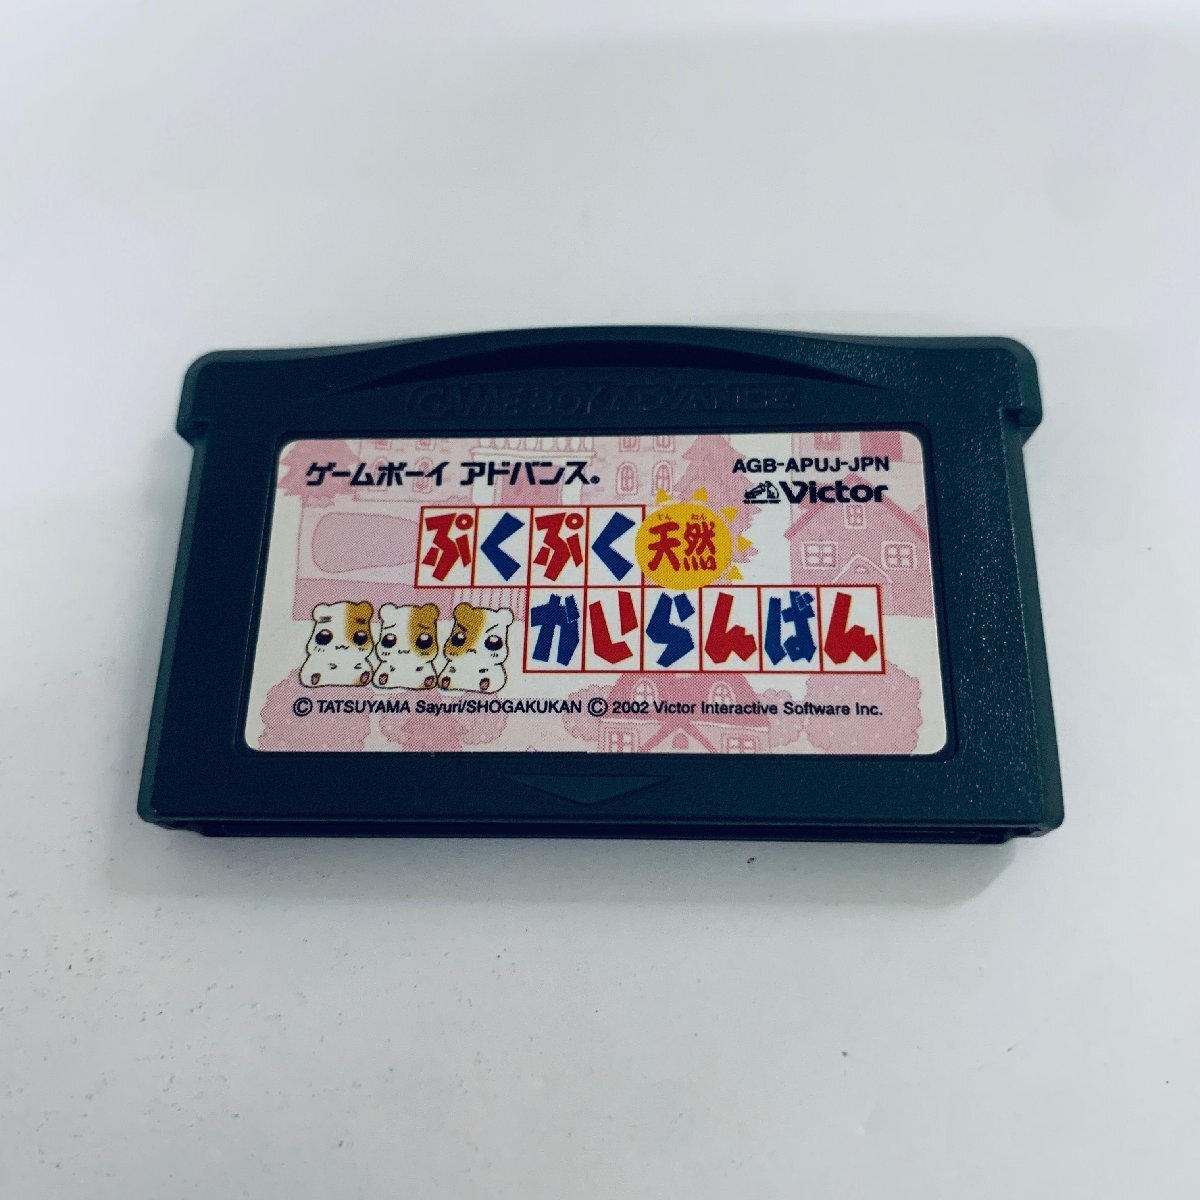 GAME BOY ADVANCE
ゲームボーイ アドバンス®
AGB-APUJ-JPN
Victor
ぷくぷく天然
てんねん
かいらんばん
© TATSUYAMA Sayuri/SHOGAKUKAN © 2002 Victor Interactive Software Inc.